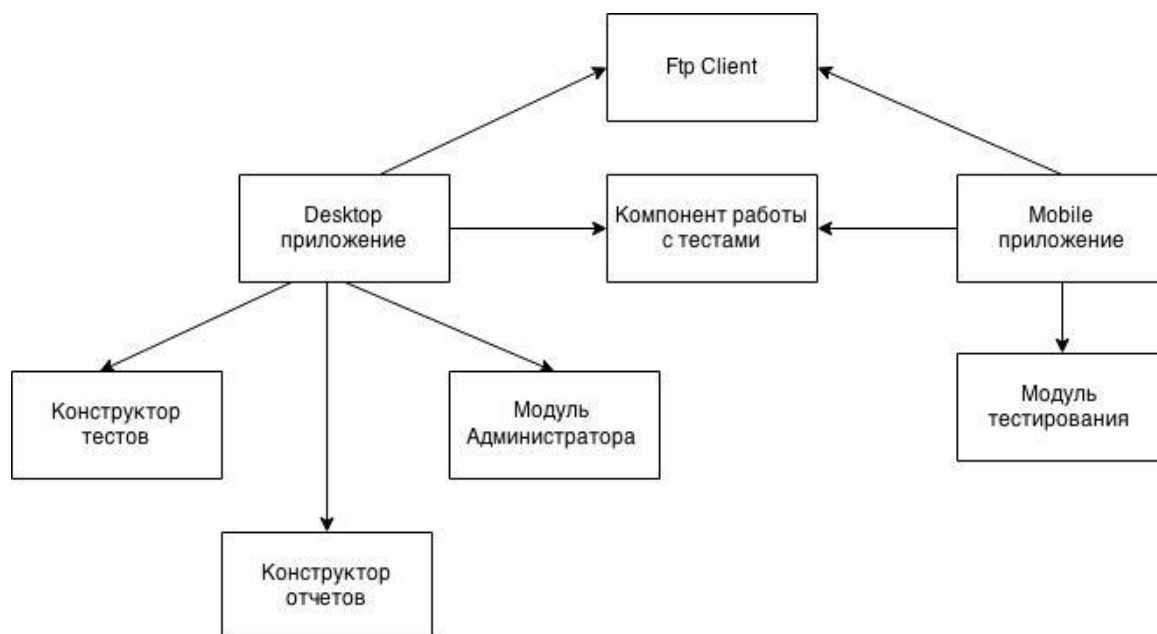 Ftp Client
Desktop
приложение
Компонент работы
с тестами
Mobile
приложение
Конструктор
тестов
Модуль
Администратора
Модуль
тестирования
Конструктор
отчетов